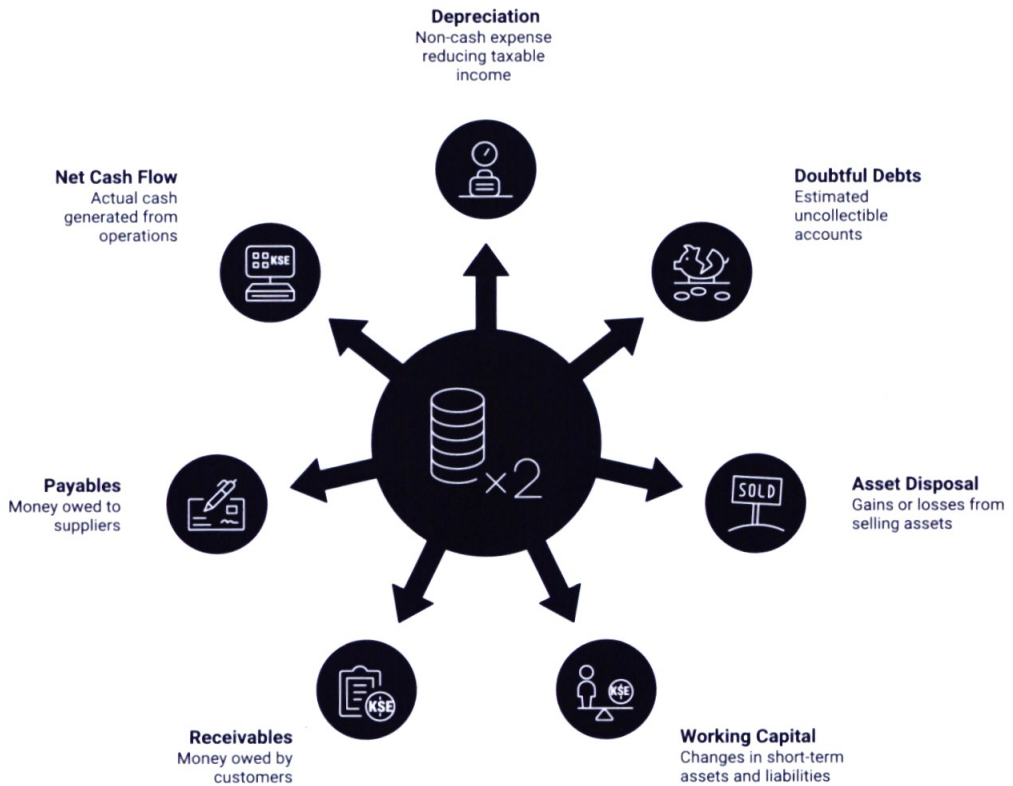 Depreciation
Non-cash expense
reducing taxable
income
Net Cash Flow
Actual cash
generated from
operations
KSE
Doubtful Debts
Estimated
uncollectible
accounts
×2
Payables
Money owed to
suppliers
SOLD
Asset Disposal
Gains or losses from
selling assets
Receivables
Money owed by
customers
K$E
K$E
Working Capital
Changes in short-term
assets and liabilities